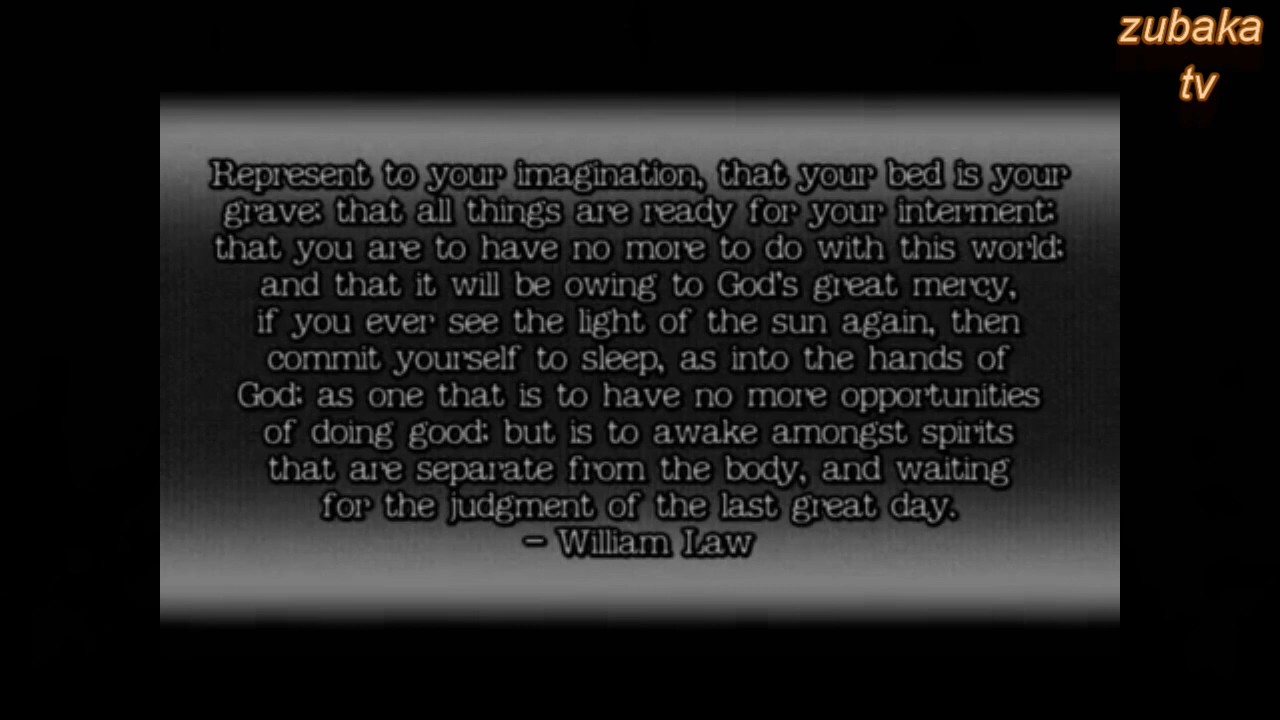 zubaka
tv
Represent to your imagination, that your bed is your
grave; that all things are ready for your interment;
that you are to have no more to do with this world;
and that it will be owing to God's great mercy,
if you ever see the light of the sun again, then
commit yourself to sleep, as into the hands of
God; as one that is to have no more opportunities
of doing good; but is to awake amongst spirits
that are separate from the body, and waiting
for the judgment of the last great day.
- William Law